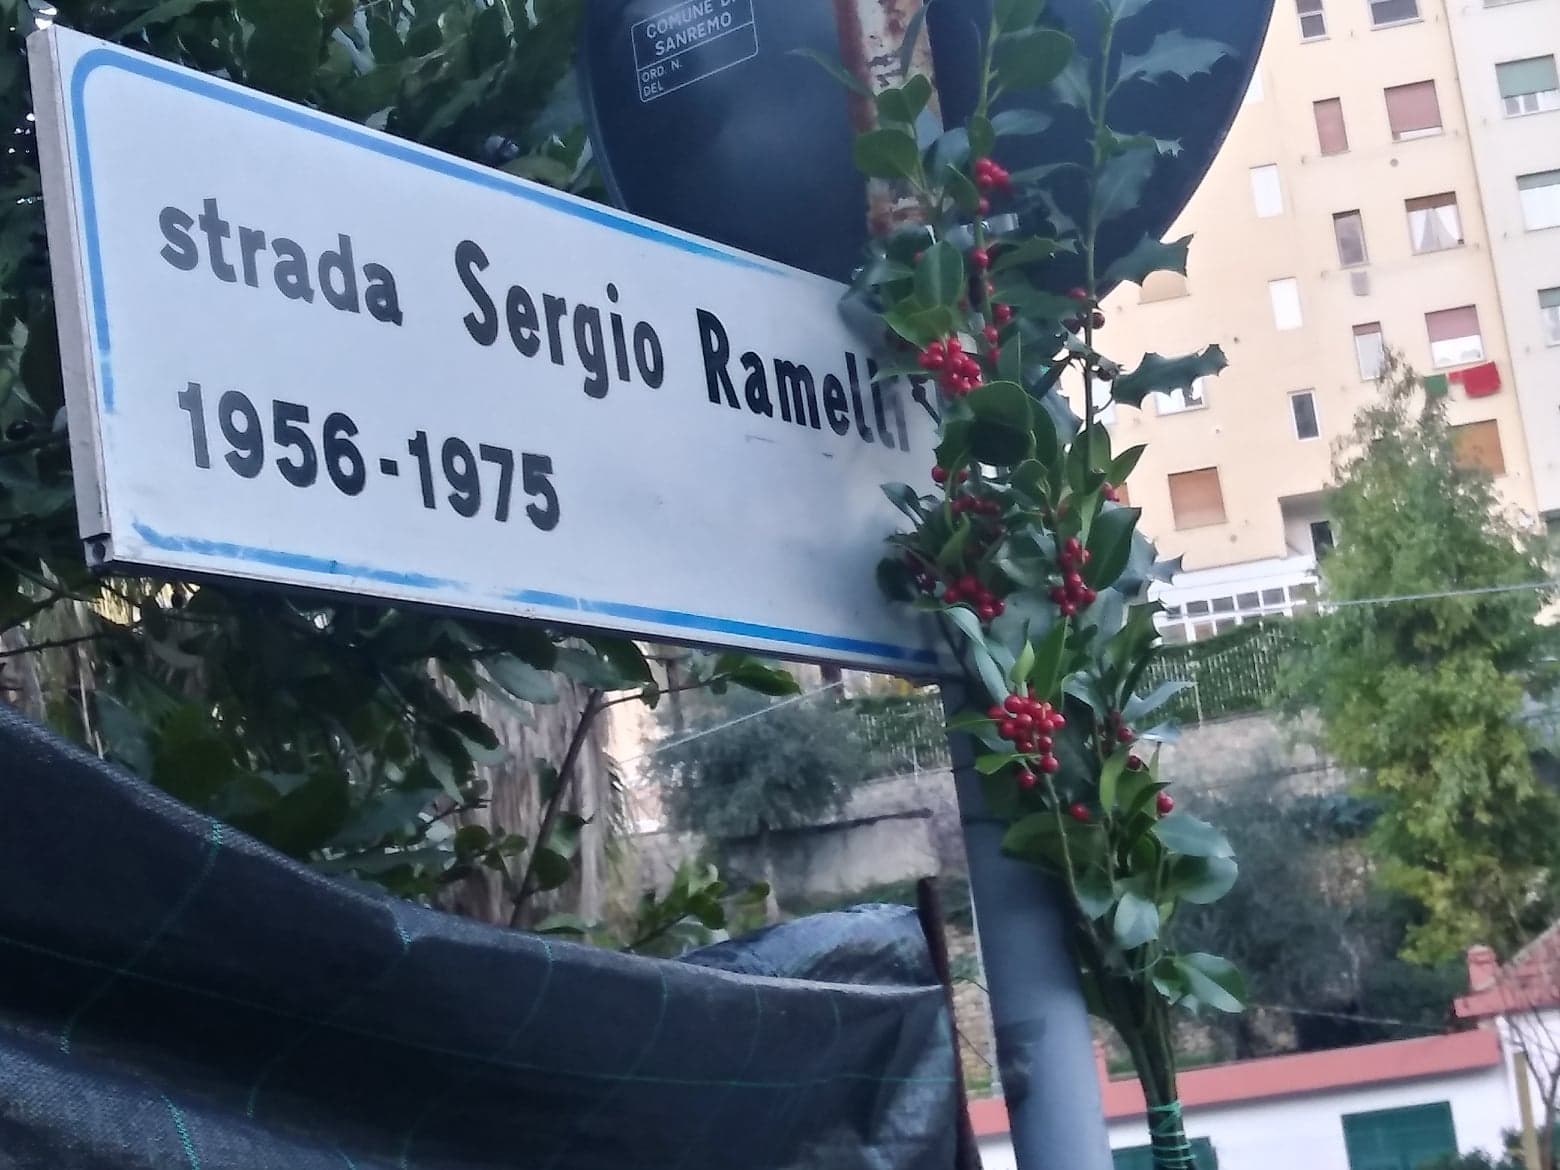 COMUNE DI
SANREMO
ORD. N.
DEL
strada Sergio Ramelli
1956-1975